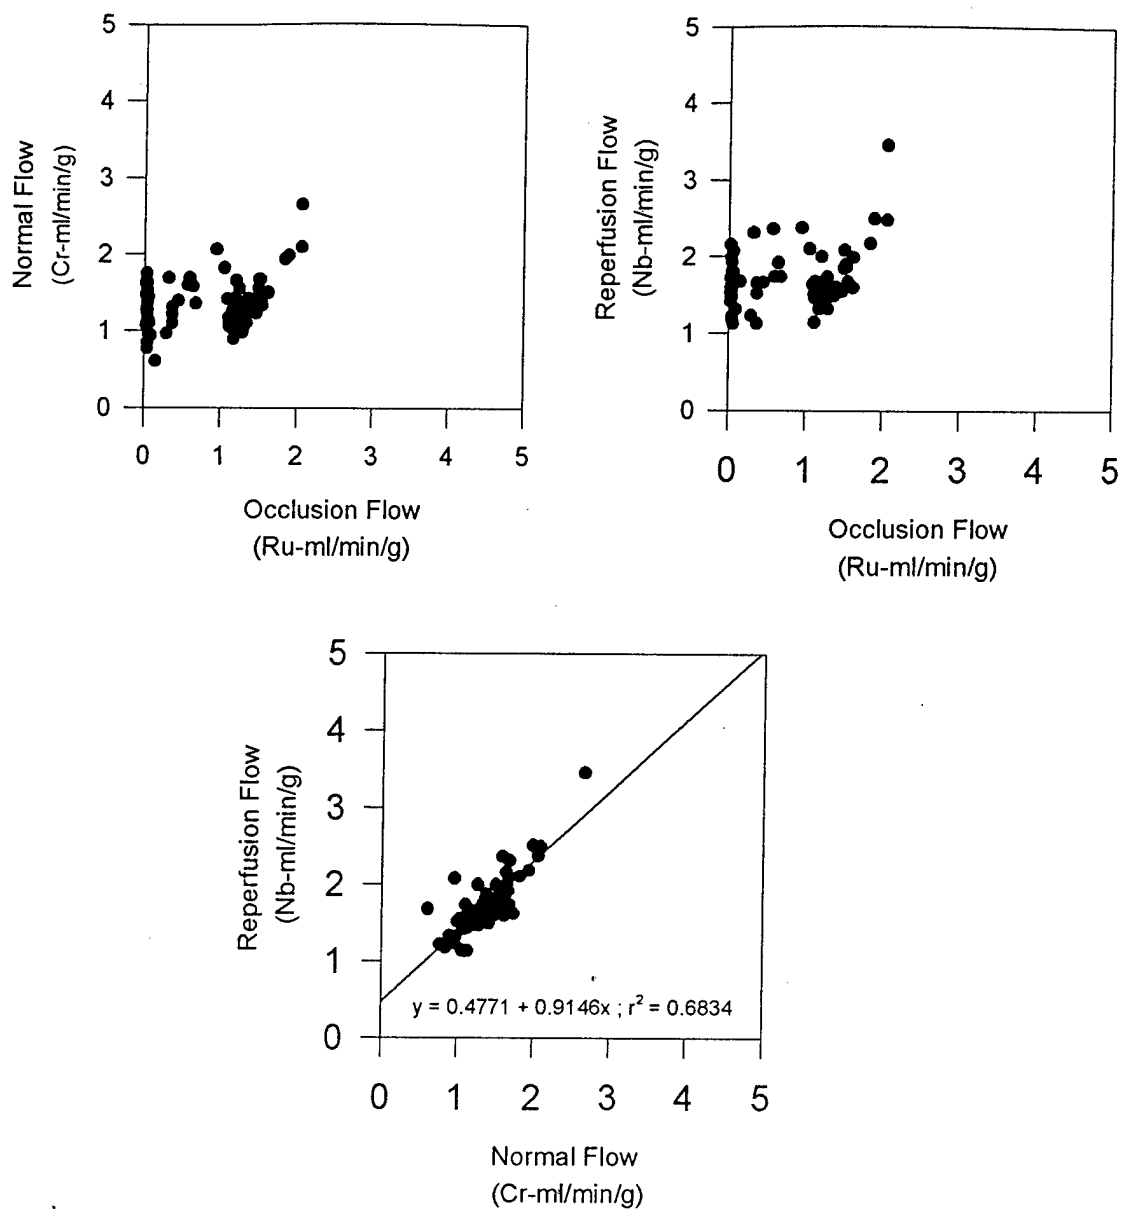 Normal Flow
(Cr-ml/min/g)
5
4
3
2
1
0
0 1 2 3 4 5
Occlusion Flow
(Ru-ml/min/g)
Reperfusion Flow
(Nb-ml/min/g)
5
4
3
2
1
0
0 1 2 3 4 5
Occlusion Flow
(Ru-ml/min/g)
Reperfusion Flow
(Nb-ml/min/g)
5
4
3
2
1
0
y = 0.4771 + 0.9146x ; r² = 0.6834
0 1 2 3 4 5
Normal Flow
(Cr-ml/min/g)